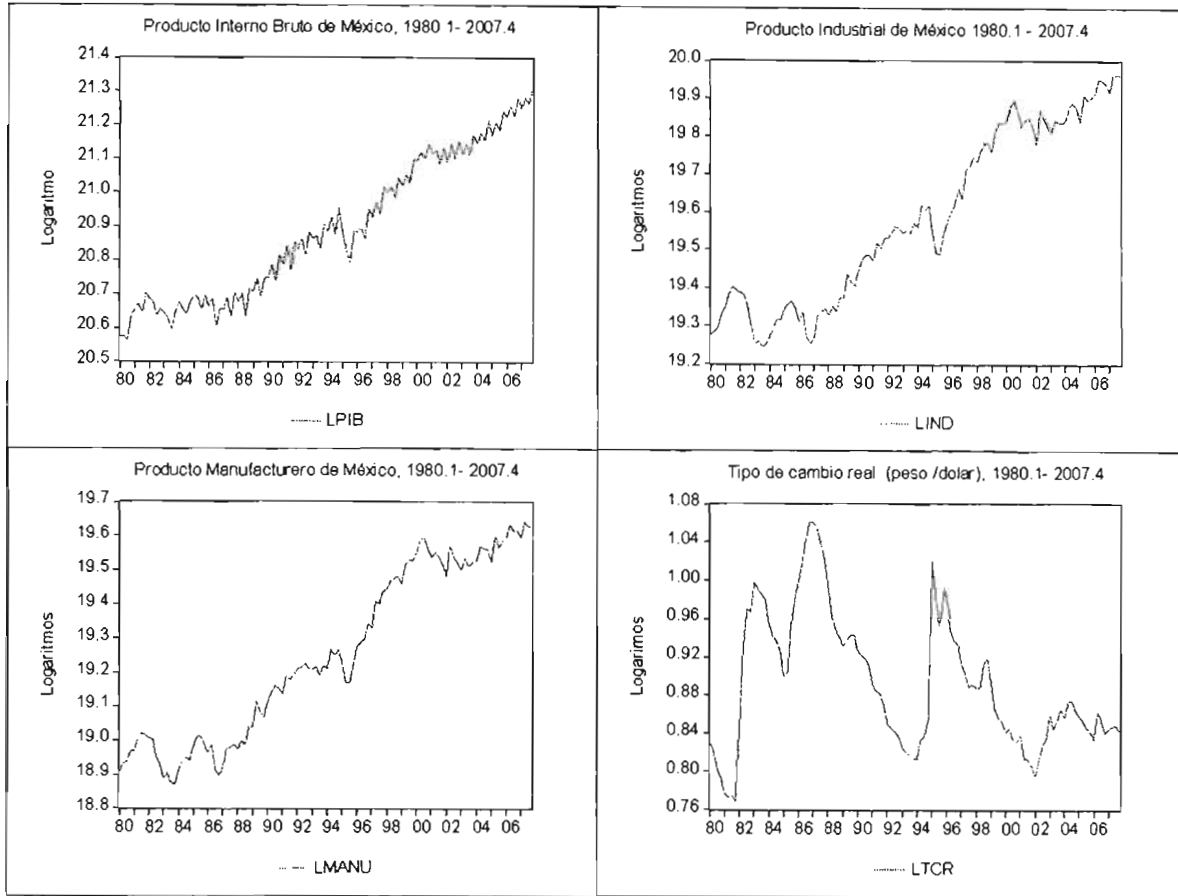 Producto Interno Bruto de México, 1980.1- 2007.4
21.4
21.3
21.2
21.1
21.0
20.9
20.8
20.7
20.6
20.5
Logaritmo
80 82 84 86 88 90 92 94 96 98 00 02 04 06
LPIB
Producto Industrial de México 1980.1 - 2007.4
20.0
19.9
19.8
19.7
19.6
19.5
19.4
19.3
19.2
Logaritmos
80 82 84 86 88 90 92 94 96 98 00 02 04 06
LIND
Producto Manufacturero de México, 1980.1- 2007.4
19.7
19.6
19.5
19.4
19.3
19.2
19.1
19.0
18.9
18.8
Logaritmos
80 82 84 86 88 90 92 94 96 98 00 02 04 06
LMANU
Tipo de cambio real (peso /dolar), 1980.1- 2007.4
1.08
1.04
1.00
0.96
0.92
0.88
0.84
0.80
0.76
Logarimos
80 82 84 86 88 90 92 94 96 98 00 02 04 06
LTCR